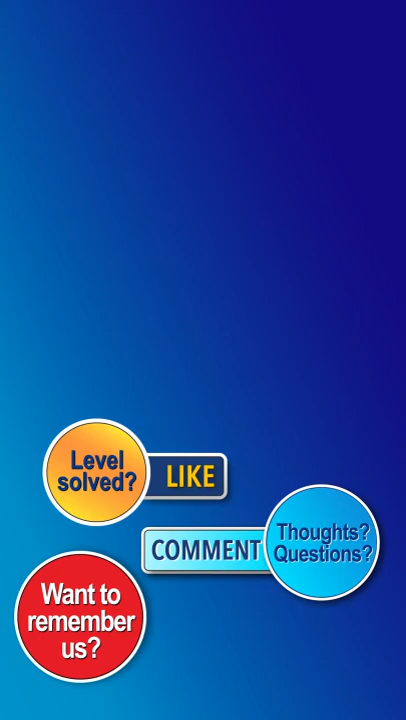 Level
solved?
LIKE
COMMENT
Thoughts?
Questions?
Want to
remember
us?